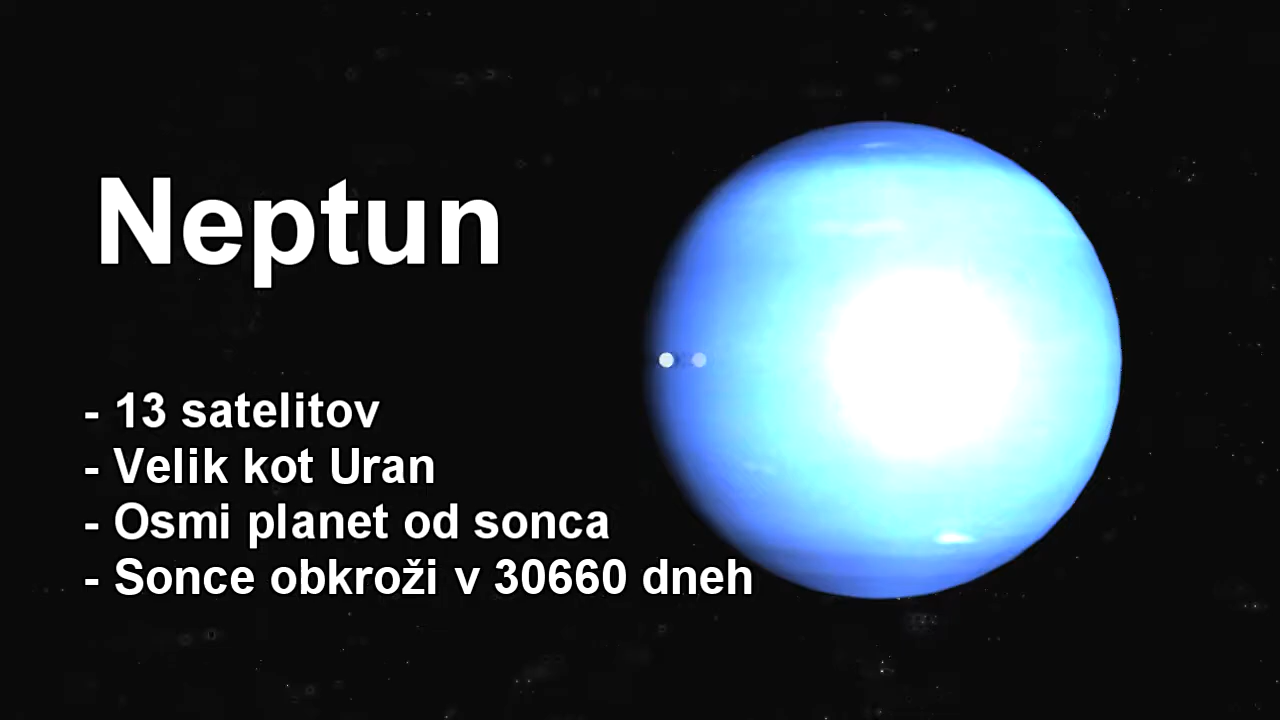 Neptun
- 13 satelitov
- Velik kot Uran
- Osmi planet od sonca
- Sonce obkroži v 30660 dneh